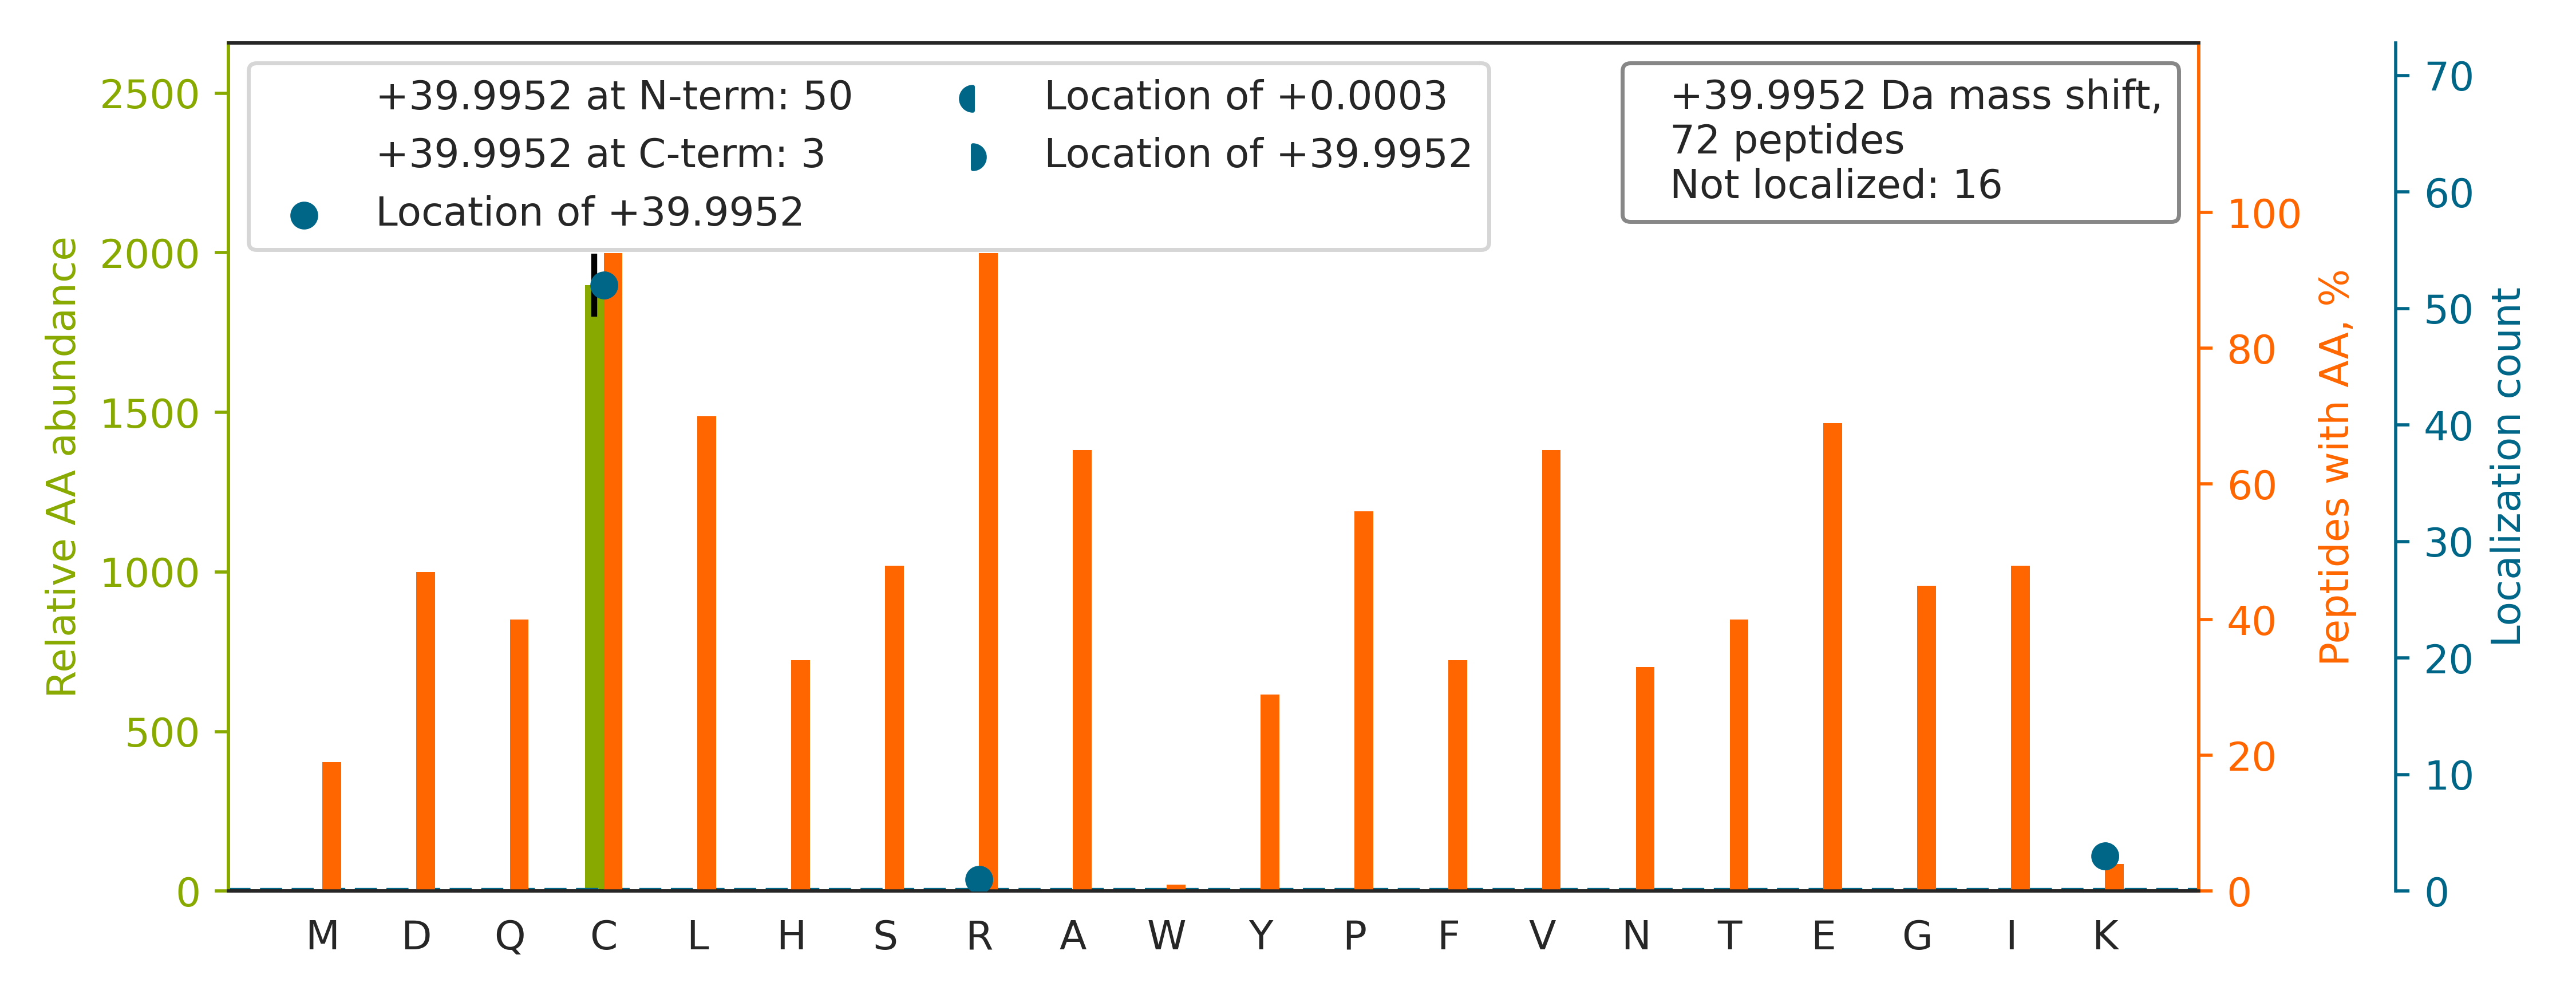 +39.9952 at N-term: 50
+39.9952 at C-term: 3
Location of +39.9952
Location of +0.0003
Location of +39.9952
+39.9952 Da mass shift,
72 peptides
Not localized: 16
Relative AA abundance
2500
2000
1500
1000
500
0
M D Q C L H S R A W Y P F V N T E G I K
100
80
60
40
20
0
Peptides with AA, %
70
60
50
40
30
20
10
0
Localization count